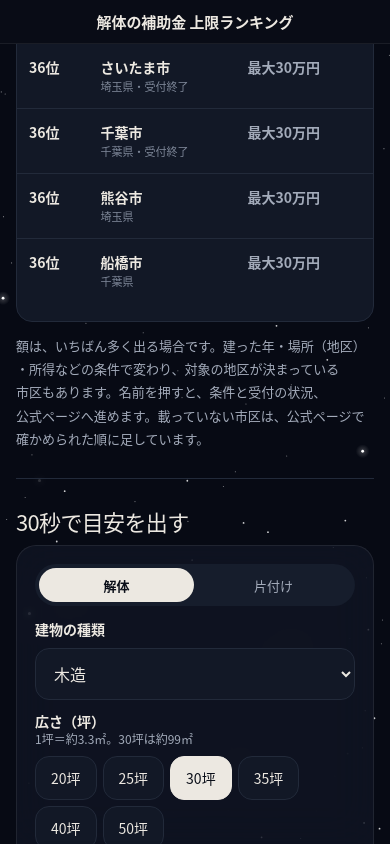 解体の補助金 上限ランキング
36位 さいたま市 最大30万円
埼玉県・受付終了
36位 千葉市 最大30万円
千葉県・受付終了
36位 熊谷市 最大30万円
埼玉県
36位 船橋市 最大30万円
千葉県
額は、いちばん多く出る場合です。建った年・場所（地区）
・所得などの条件で変わり、対象の地区が決まっている
市区もあります。名前を押すと、条件と受付の状況、
公式ページへ進めます。載っていない市区は、公式ページで
確かめられた順に足しています。
30秒で目安を出す
解体 片付け
建物の種類
木造
広さ（坪）
1坪＝約3.3㎡。30坪は約99㎡
20坪 25坪 30坪 35坪
40坪 50坪